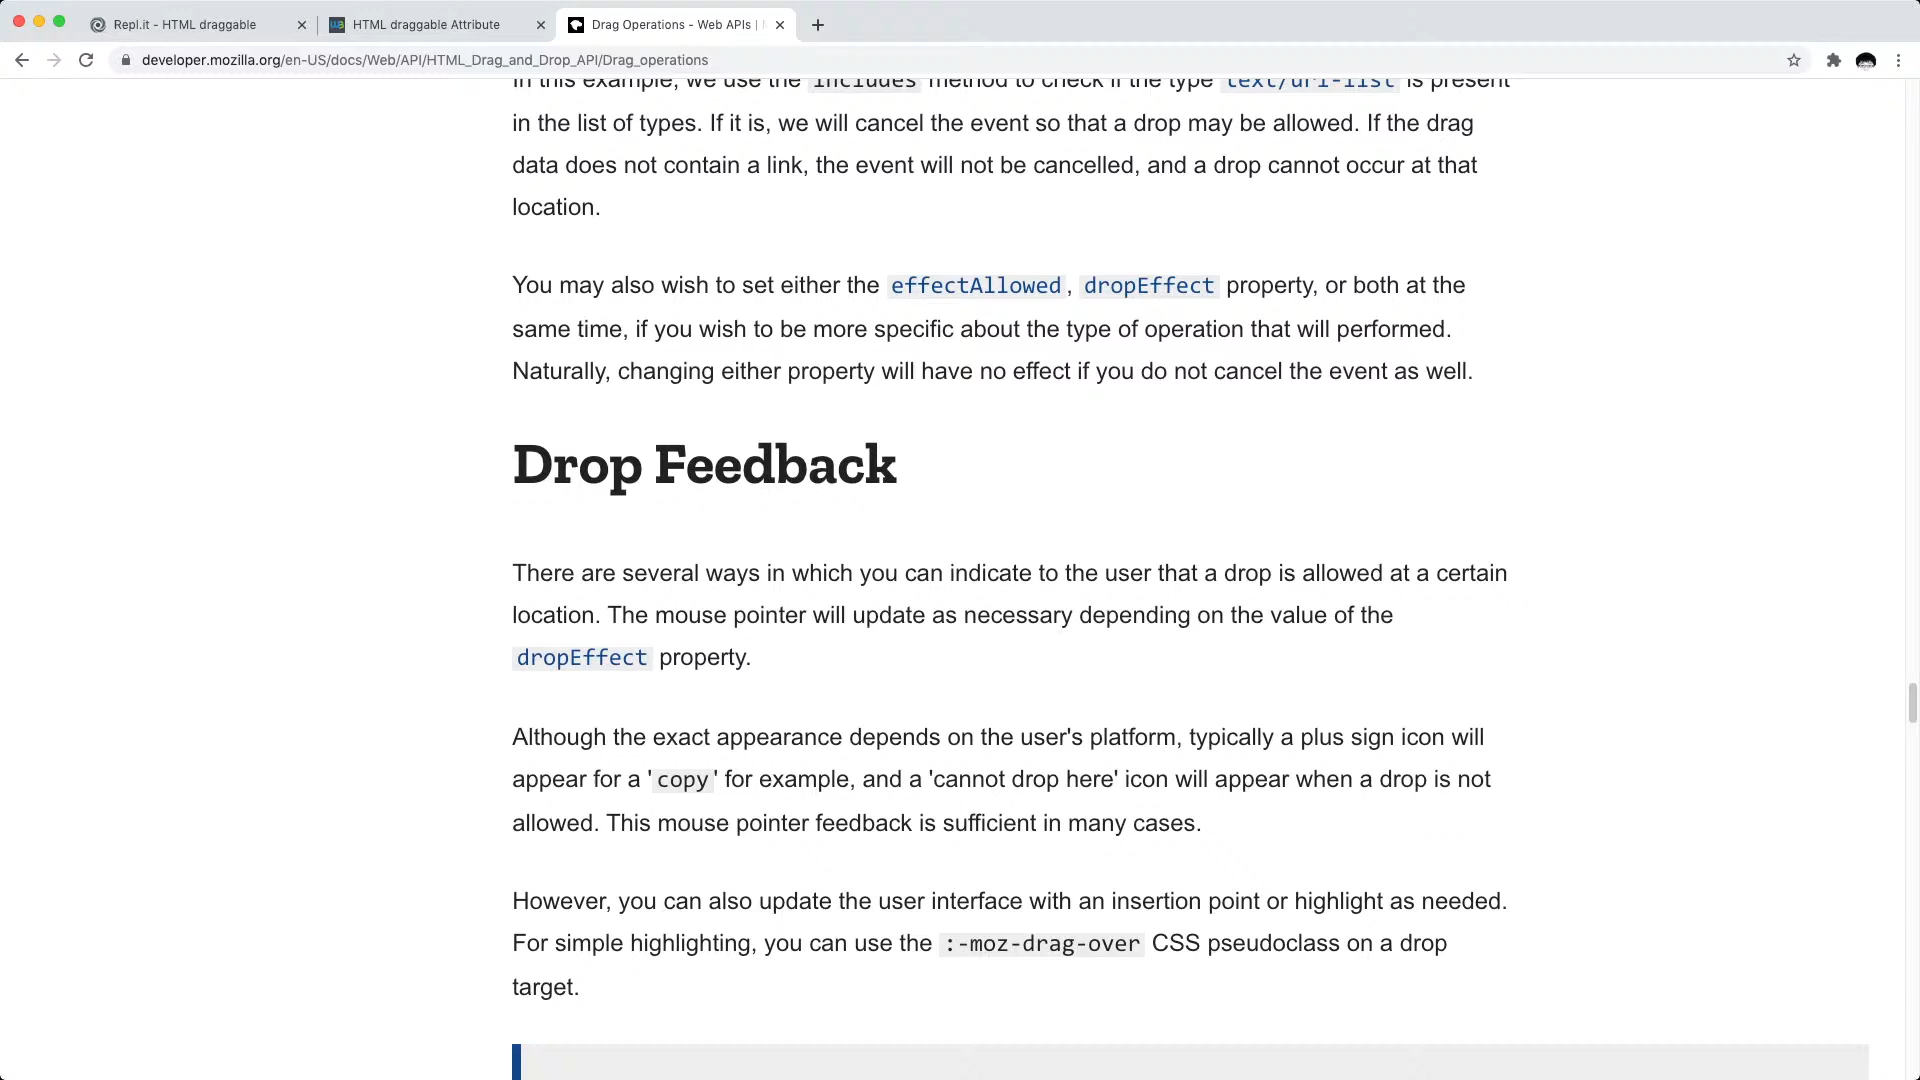 Repl.it - HTML draggable
HTML draggable Attribute
Drag Operations - Web APIs |
developer.mozilla.org/en-US/docs/Web/API/HTML_Drag_and_Drop_API/Drag_operations
In this example, we use the includes method to check if the type text/uri-list is present
in the list of types. If it is, we will cancel the event so that a drop may be allowed. If the drag
data does not contain a link, the event will not be cancelled, and a drop cannot occur at that
location.
You may also wish to set either the effectAllowed, dropEffect property, or both at the
same time, if you wish to be more specific about the type of operation that will performed.
Naturally, changing either property will have no effect if you do not cancel the event as well.
Drop Feedback
There are several ways in which you can indicate to the user that a drop is allowed at a certain
location. The mouse pointer will update as necessary depending on the value of the
dropEffect property.
Although the exact appearance depends on the user's platform, typically a plus sign icon will
appear for a 'copy' for example, and a 'cannot drop here' icon will appear when a drop is not
allowed. This mouse pointer feedback is sufficient in many cases.
However, you can also update the user interface with an insertion point or highlight as needed.
For simple highlighting, you can use the :-moz-drag-over CSS pseudoclass on a drop
target.